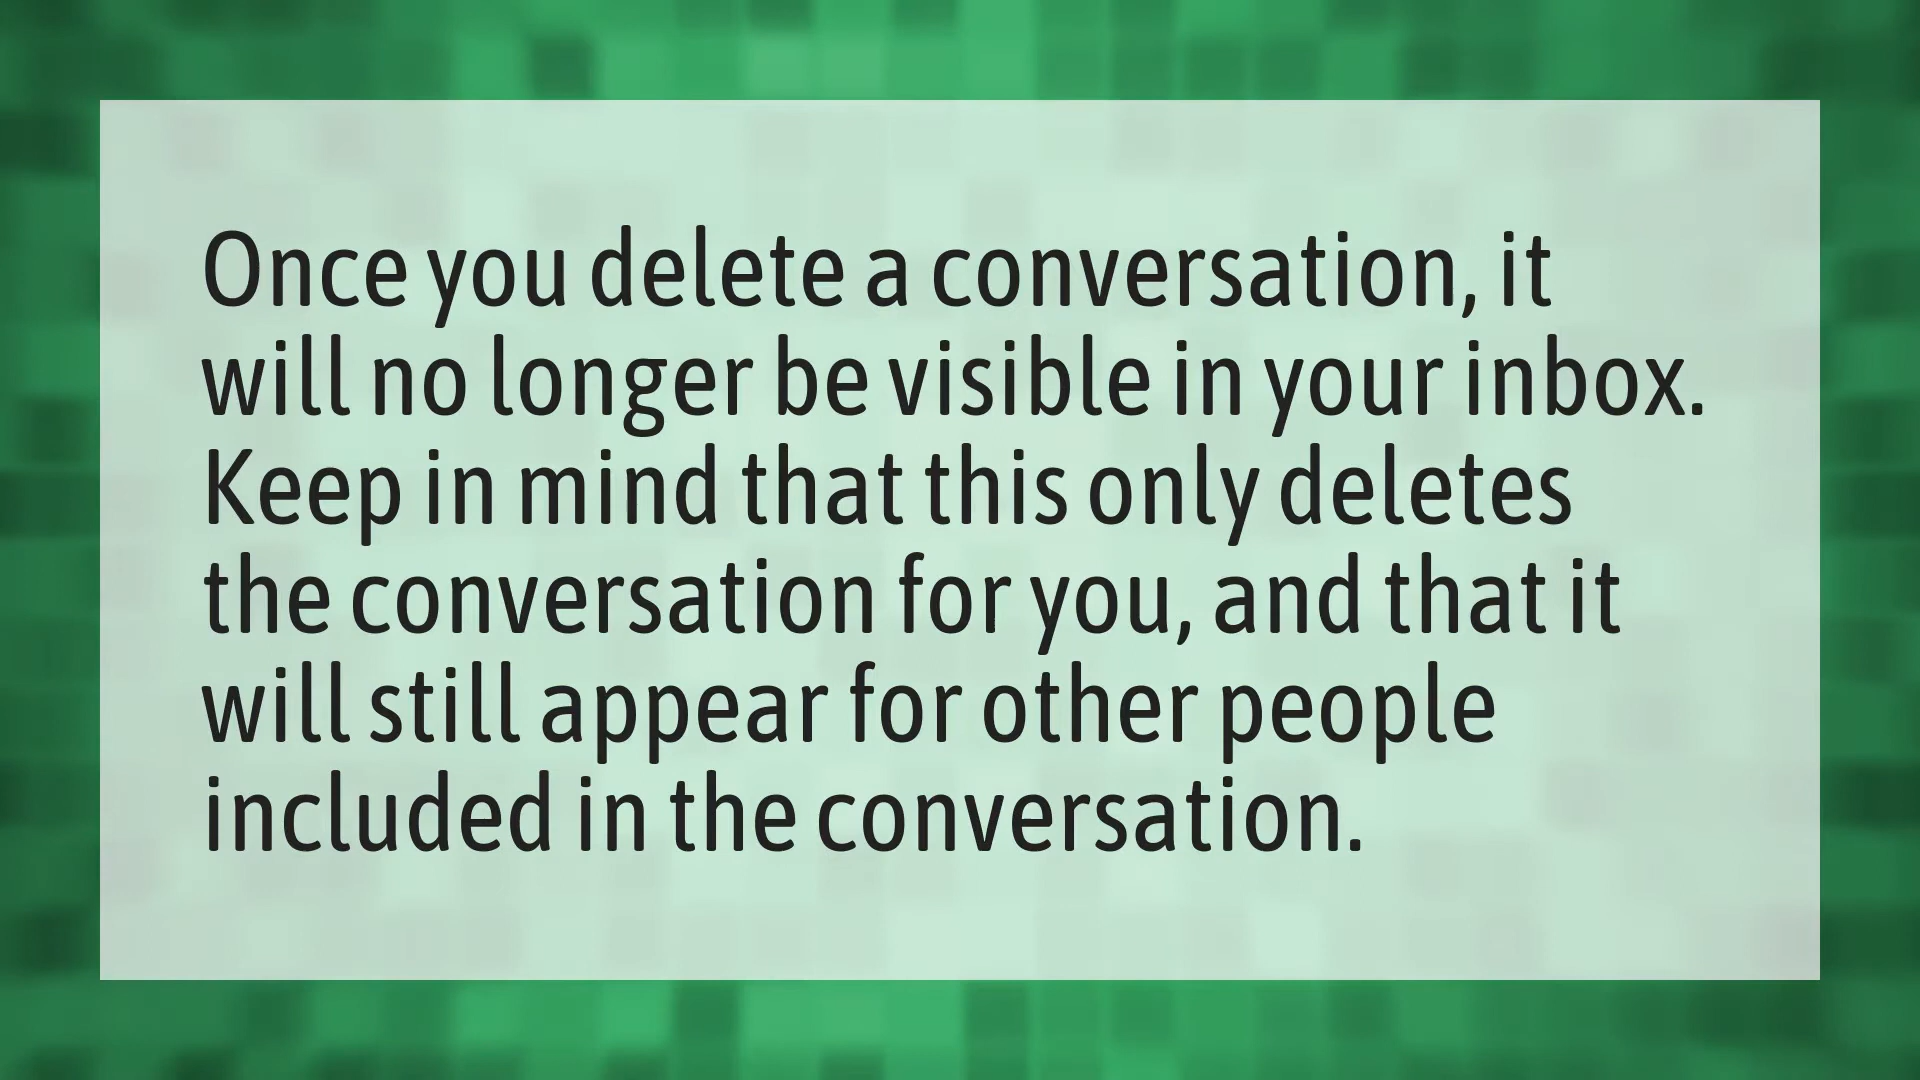 Once you delete a conversation, it
will no longer be visible in your inbox.
Keep in mind that this only deletes
the conversation for you, and that it
will still appear for other people
included in the conversation.